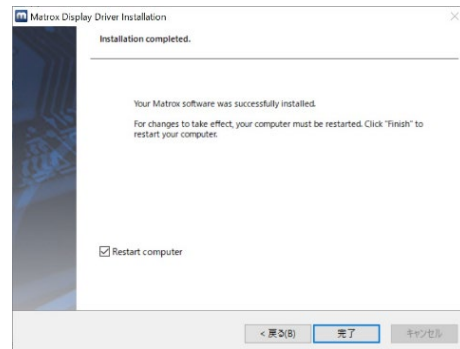 Matrox Display Driver Installation
Installation completed.
Your Matrox software was successfully installed.
For changes to take effect, your computer must be restarted. Click "Finish" to
restart your computer.
Restart computer
< 戻る(B)
完了
キャンセル